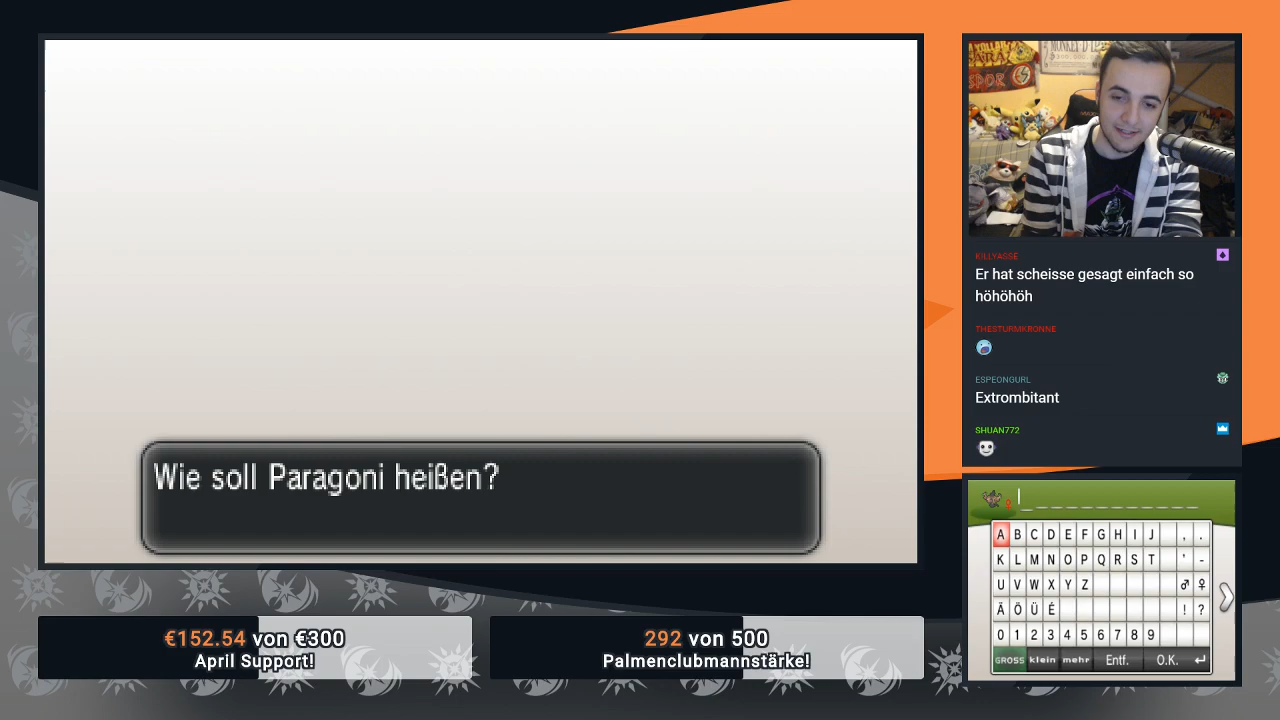 MONKEY D
Wie soll Paragoni heißen?
KILLYASSE
Er hat scheisse gesagt einfach so
höhöhöh
THESTURMKRONNE
ESPEONGURL
Extrombitant
SHUAN772
A B C D E F G H I J , .
K L M N O P Q R S T ' -
U V W X Y Z ♂ ♀
Ä Ö Ü É ! ?
0 1 2 3 4 5 6 7 8 9
GROSS klein mehr Entf. O.K.
€152.54 von €300
April Support!
292 von 500
Palmenclubmannstärke!